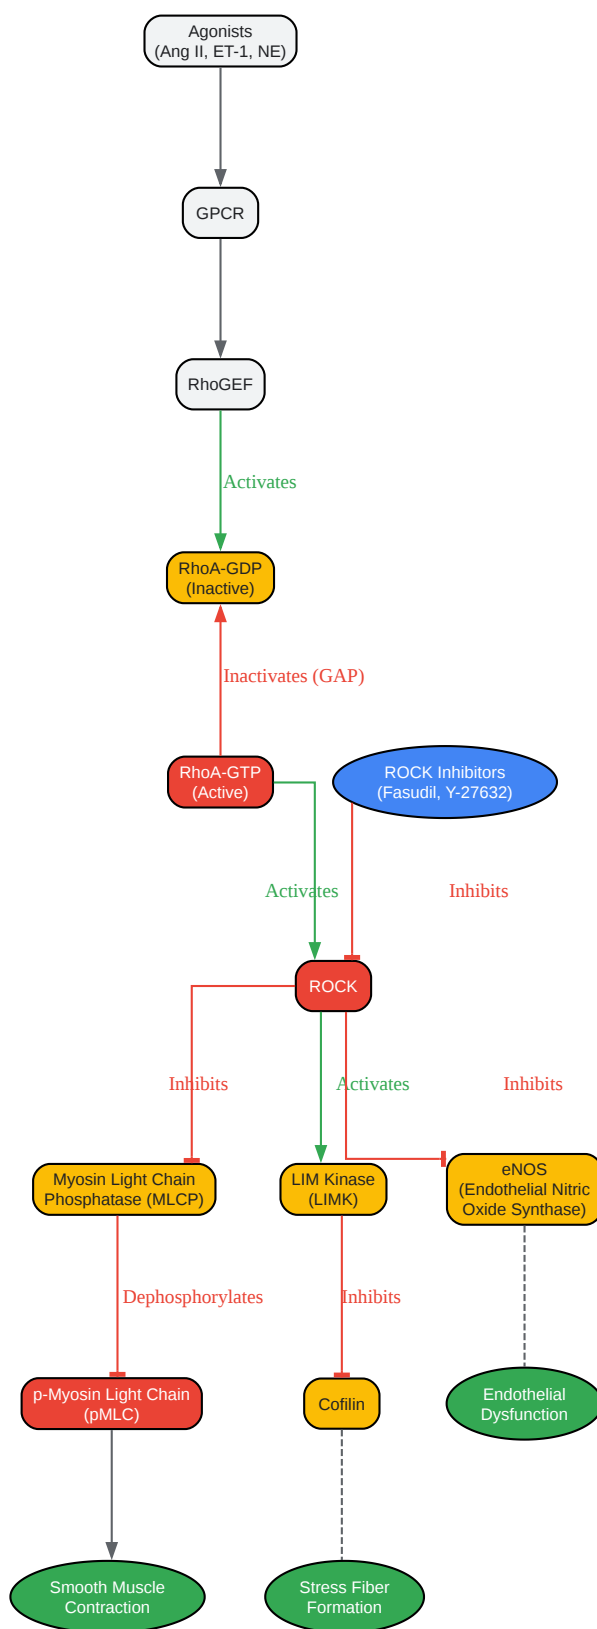 Agonists
(Ang II, ET-1, NE)
GPCR
RhoGEF
Activates
RhoA-GDP
(Inactive)
Inactivates (GAP)
RhoA-GTP
(Active)
ROCK Inhibitors
(Fasudil, Y-27632)
Activates
Inhibits
ROCK
Inhibits
Activates
Inhibits
Myosin Light Chain
Phosphatase (MLCP)
LIM Kinase
(LIMK)
eNOS
(Endothelial Nitric
Oxide Synthase)
Dephosphorylates
Inhibits
p-Myosin Light Chain
(pMLC)
Cofilin
Endothelial
Dysfunction
Smooth Muscle
Contraction
Stress Fiber
Formation